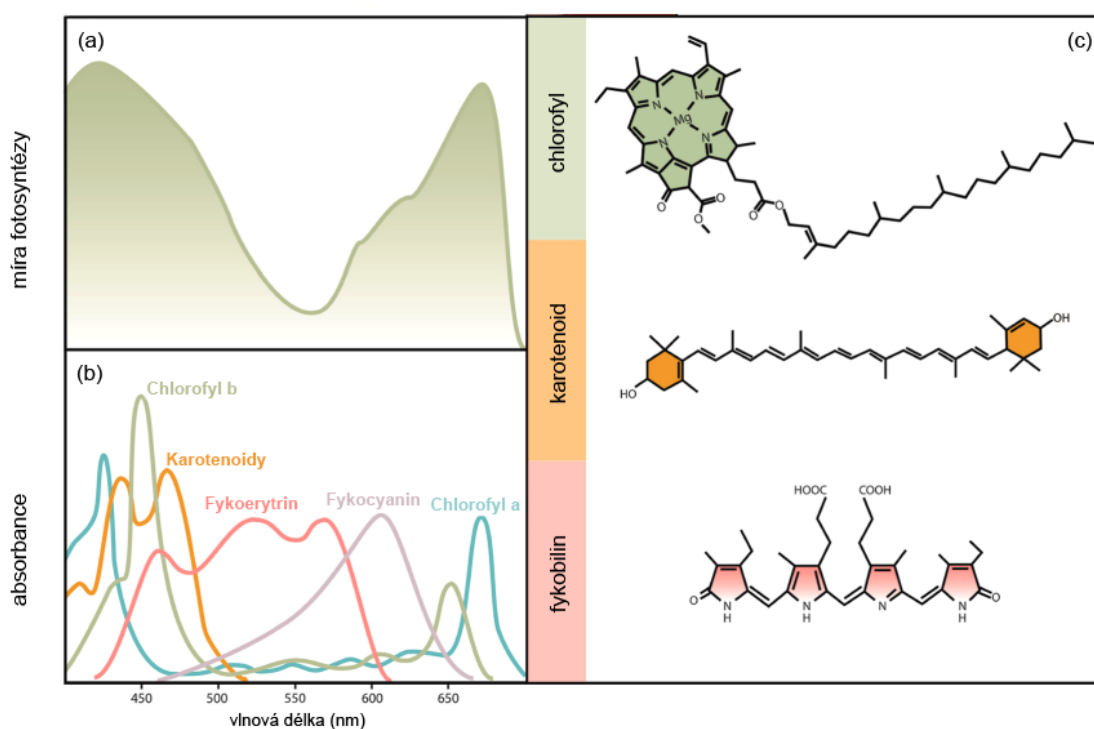 (a)
míra fotosyntézy
(b)
Chlorofyl b
Karotenoidy
Fykoerytrin
Fykocyanin
Chlorofyl a
absorbance
450
500
550
600
650
vlnová délka (nm)
chlorofyl
karotenoid
fykobilin
(c)
N
N
Mg
N
N
O
O
O
O
O
OH
HO
HOOC
COOH
O
N
H
N
H
N
N
H
O